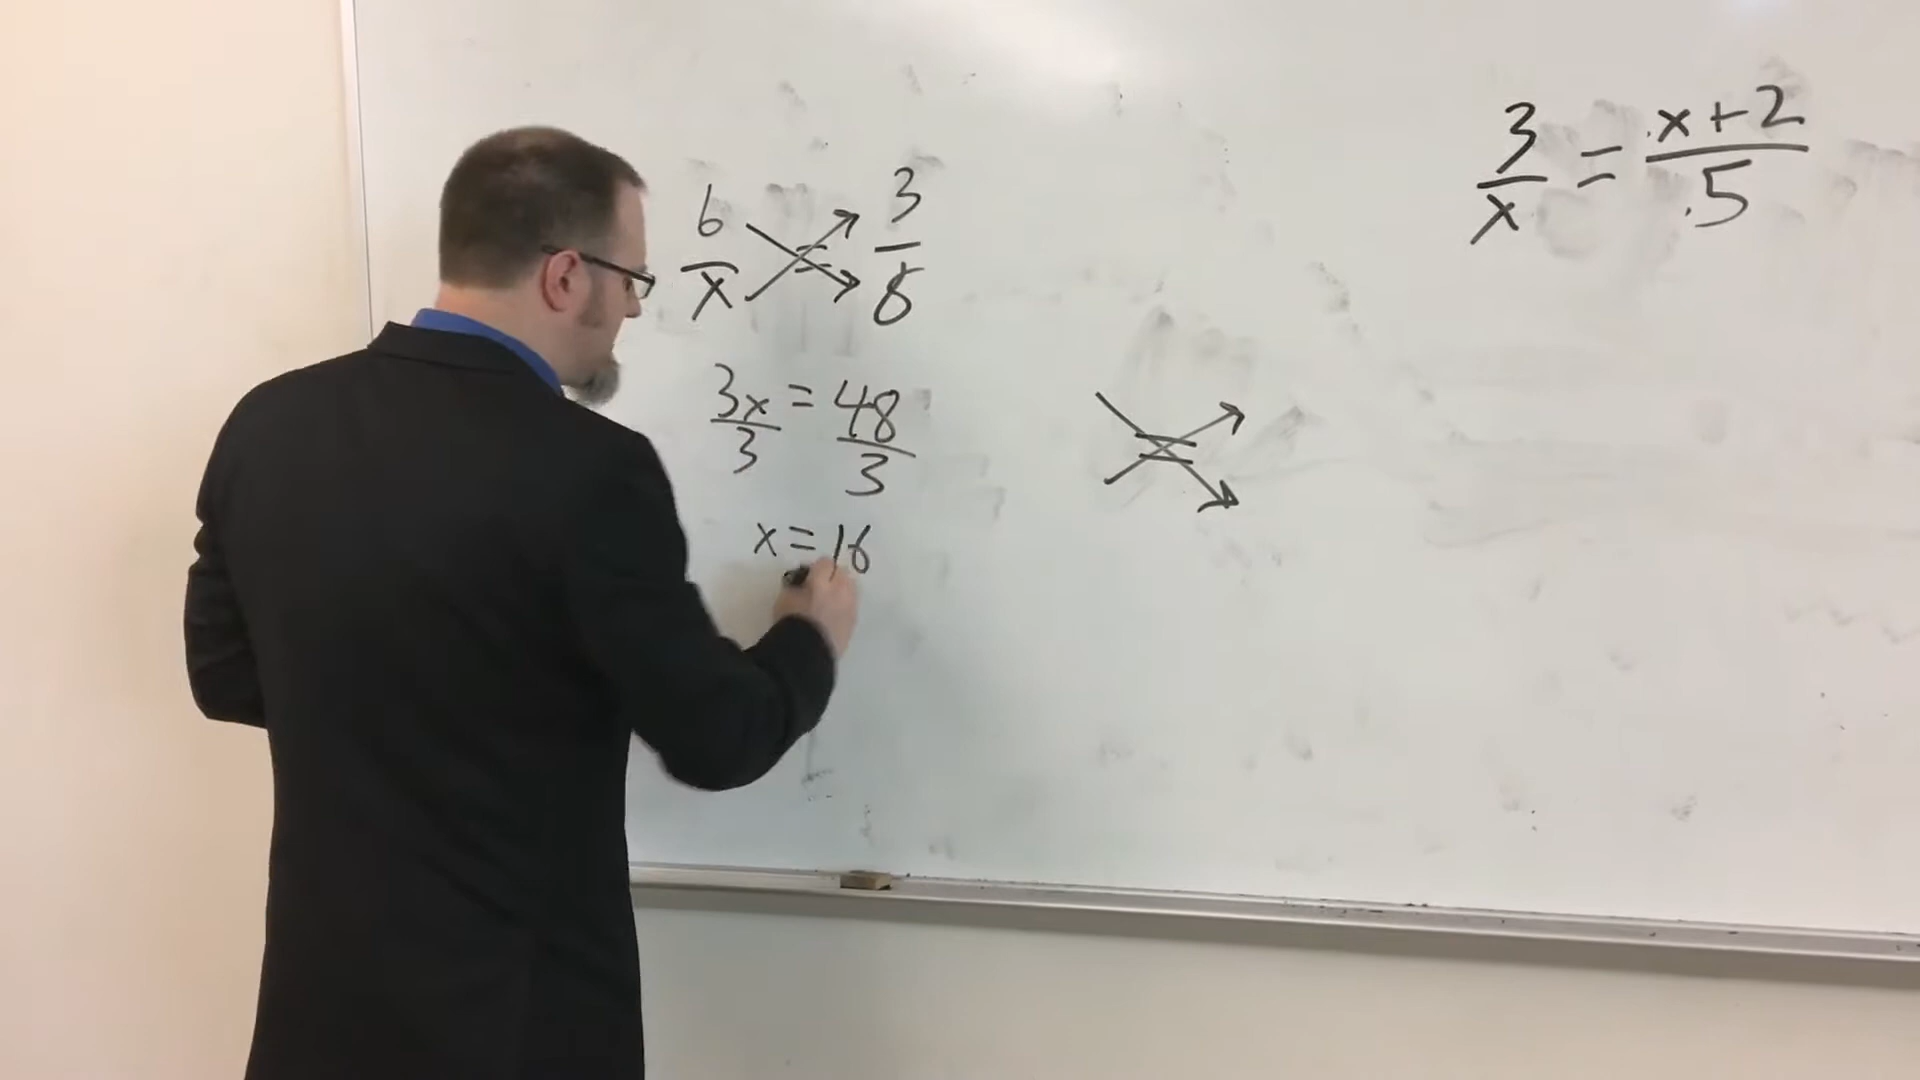 6/x = 3/8
3x/3 = 48/3
x = 16
3/x = x+2/5